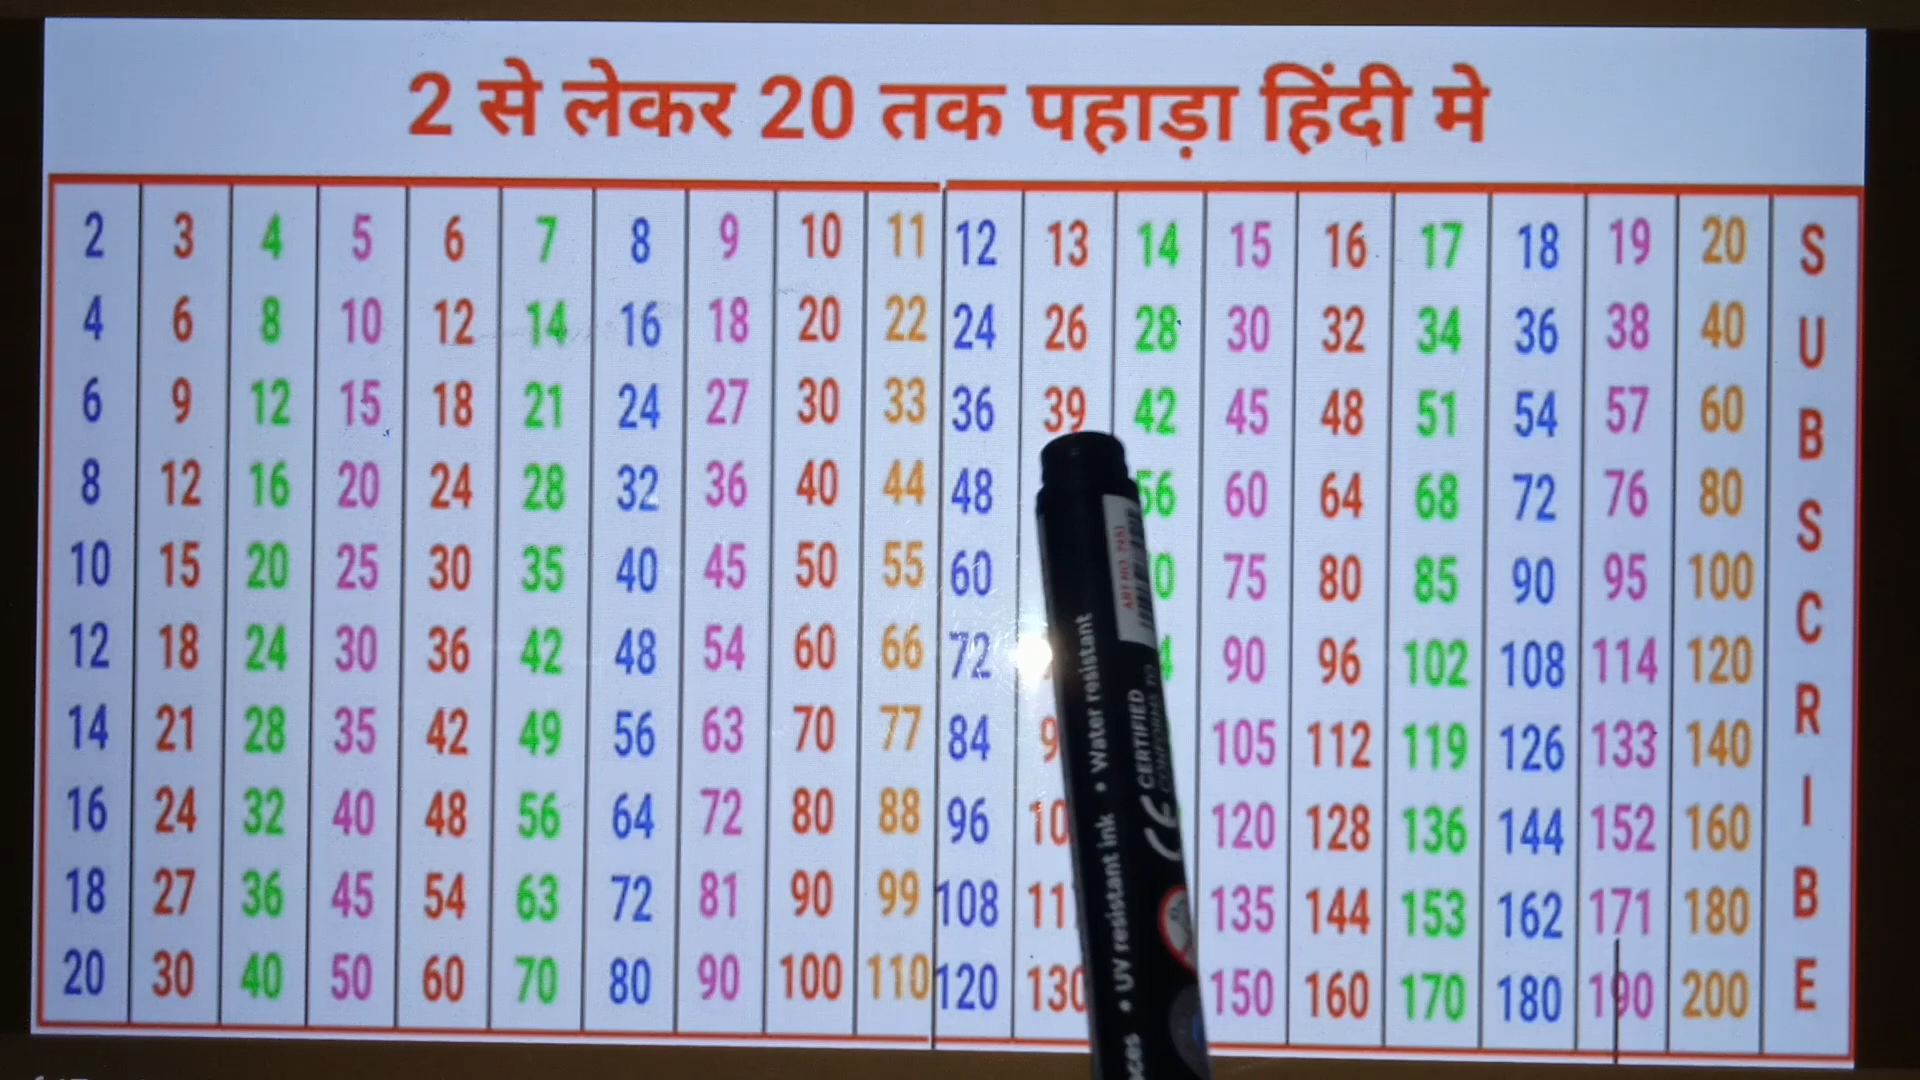 2 से लेकर 20 तक पहाड़ा हिंदी मे
2 3 4 5 6 7 8 9 10 11 12 13 14 15 16 17 18 19 20 S
4 6 8 10 12 14 16 18 20 22 24 26 28 30 32 34 36 38 40 U
6 9 12 15 18 21 24 27 30 33 36 39 42 45 48 51 54 57 60 B
8 12 16 20 24 28 32 36 40 44 48 56 60 64 68 72 76 80 S
10 15 20 25 30 35 40 45 50 55 60 75 80 85 90 95 100 C
12 18 24 30 36 42 48 54 60 66 72 90 96 102 108 114 120 R
14 21 28 35 42 49 56 63 70 77 84 105 112 119 126 133 140 I
16 24 32 40 48 56 64 72 80 88 96 120 128 136 144 152 160 B
18 27 36 45 54 63 72 81 90 99 108 135 144 153 162 171 180 E
20 30 40 50 60 70 80 90 100 110 120 130 150 160 170 180 190 200
• UV resistant ink • Water resistant
CE CERTIFIED